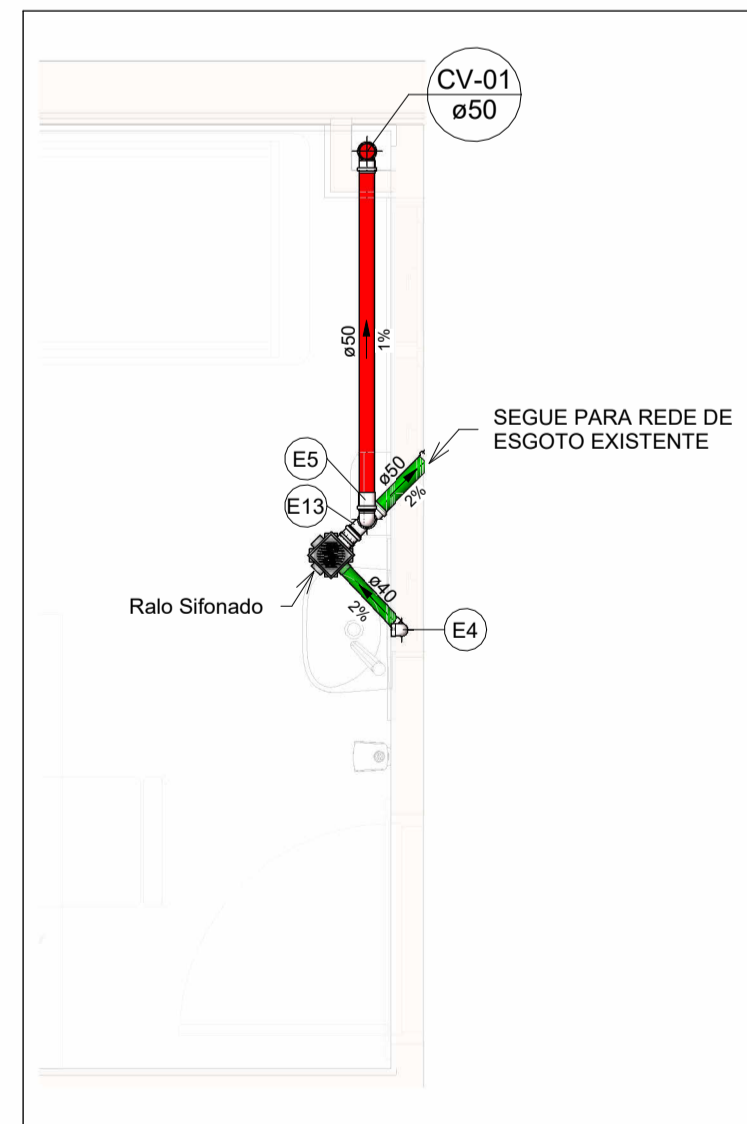 CV-01
ø50
ø50
1%
SEGUE PARA REDE DE
ESGOTO EXISTENTE
E5
ø50
2%
E13
Ralo Sifonado
ø40
2%
E4